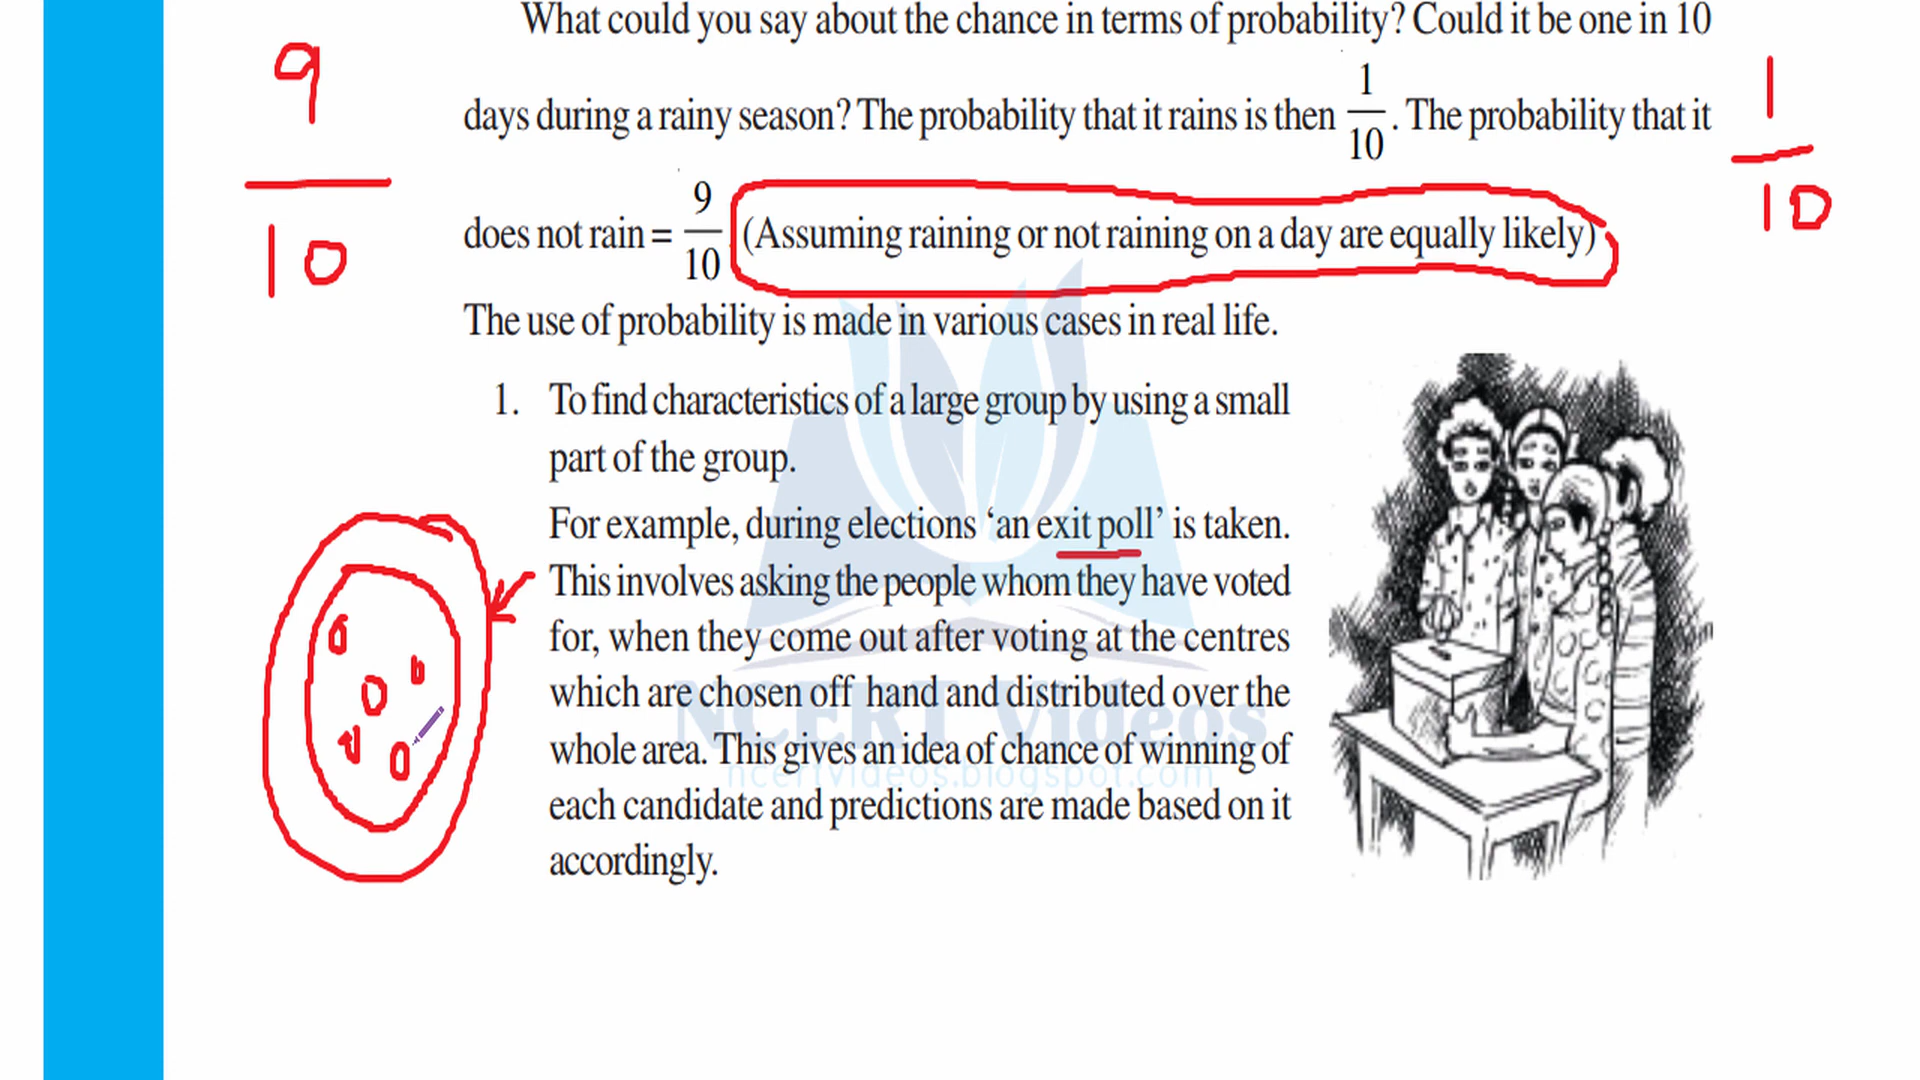 What could you say about the chance in terms of probability? Could it be one in 10
days during a rainy season? The probability that it rains is then 1/10. The probability that it
does not rain = 9/10 (Assuming raining or not raining on a day are equally likely)
9/10
1/10
The use of probability is made in various cases in real life.
1. To find characteristics of a large group by using a small
part of the group.
For example, during elections ‘an exit poll’ is taken.
This involves asking the people whom they have voted
for, when they come out after voting at the centres
which are chosen off hand and distributed over the
whole area. This gives an idea of chance of winning of
each candidate and predictions are made based on it
accordingly.
NCERT Videos
ncertvideos.blogspot.com